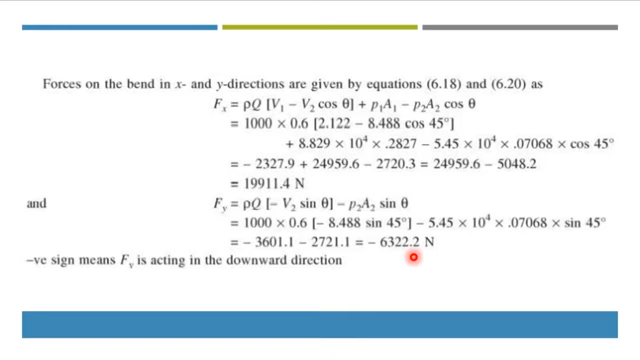 Forces on the bend in x- and y-directions are given by equations (6.18) and (6.20) as
Fₓ = ρQ [V₁ – V₂ cos θ] + p₁A₁ – p₂A₂ cos θ
= 1000 × 0.6 [2.122 – 8.488 cos 45°]
+ 8.829 × 10⁴ × .2827 – 5.45 × 10⁴ × .07068 × cos 45°
= – 2327.9 + 24959.6 – 2720.3 = 24959.6 – 5048.2
= 19911.4 N
and Fᵧ = ρQ [– V₂ sin θ] – p₂A₂ sin θ
= 1000 × 0.6 [– 8.488 sin 45°] – 5.45 × 10⁴ × .07068 × sin 45°
= – 3601.1 – 2721.1 = – 6322.2 N
–ve sign means Fᵧ is acting in the downward direction